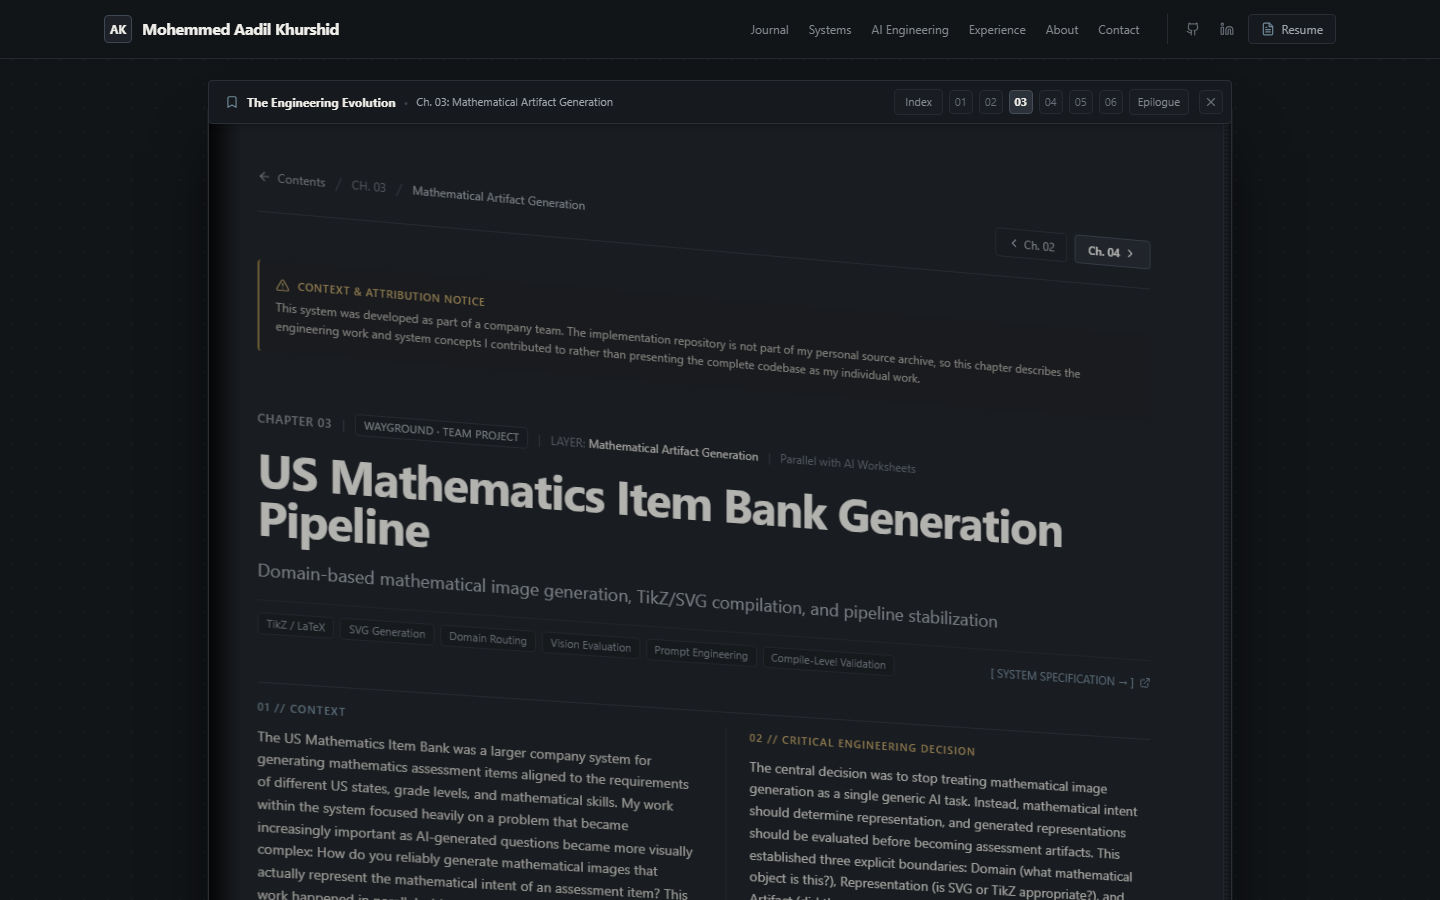 AK
Mohemmed Aadil Khurshid
Journal
Systems
AI Engineering
Experience
About
Contact
Resume
The Engineering Evolution · Ch. 03: Mathematical Artifact Generation
Index
01
02
03
04
05
06
Epilogue
Contents / CH. 03 / Mathematical Artifact Generation
Ch. 02
Ch. 04
CONTEXT & ATTRIBUTION NOTICE
This system was developed as part of a company team. The implementation repository is not part of my personal source archive, so this chapter describes the
engineering work and system concepts I contributed to rather than presenting the complete codebase as my individual work.
CHAPTER 03 | WAYGROUND · TEAM PROJECT | LAYER: Mathematical Artifact Generation | Parallel with AI Worksheets
US Mathematics Item Bank Generation
Pipeline
Domain-based mathematical image generation, TikZ/SVG compilation, and pipeline stabilization
TikZ / LaTeX
SVG Generation
Domain Routing
Vision Evaluation
Prompt Engineering
Compile-Level Validation
[ SYSTEM SPECIFICATION → ]
01 // CONTEXT
The US Mathematics Item Bank was a larger company system for
generating mathematics assessment items aligned to the requirements
of different US states, grade levels, and mathematical skills. My work
within the system focused heavily on a problem that became
increasingly important as AI-generated questions became more visually
complex: How do you reliably generate mathematical images that
actually represent the mathematical intent of an assessment item? This
work happened in parallel
02 // CRITICAL ENGINEERING DECISION
The central decision was to stop treating mathematical image
generation as a single generic AI task. Instead, mathematical intent
should determine representation, and generated representations
should be evaluated before becoming assessment artifacts. This
established three explicit boundaries: Domain (what mathematical
object is this?), Representation (is SVG or TikZ appropriate?), and
Artifact (did the